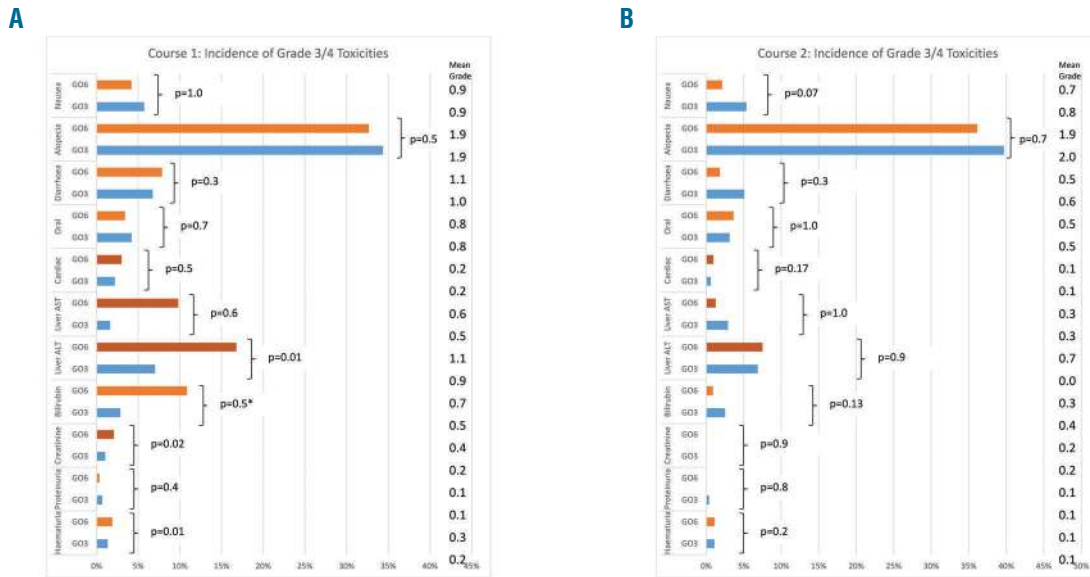 A
Course 1: Incidence of Grade 3/4 Toxicities
Mean
Grade
Nausea
GO6
0.9
p=1.0
GO3
0.9
Alopecia
GO6
1.9
p=0.5
GO3
1.9
Diarrhoea
GO6
1.1
p=0.3
GO3
1.0
Oral
GO6
0.8
p=0.7
GO3
0.8
Cardiac
GO6
0.2
p=0.5
GO3
0.2
Liver AST
GO6
0.6
p=0.6
GO3
0.5
Liver ALT
GO6
1.1
p=0.01
GO3
0.9
Bilirubin
GO6
0.7
p=0.5*
GO3
0.5
Creatinine
GO6
0.4
p=0.02
GO3
0.2
Proteinuria
GO6
0.1
p=0.4
GO3
0.1
Haematuria
GO6
0.3
p=0.01
GO3
0.2
0% 5% 10% 15% 20% 25% 30% 35% 40% 45%
B
Course 2: Incidence of Grade 3/4 Toxicities
Mean
Grade
Nausea
GO6
0.7
p=0.07
GO3
0.8
Alopecia
GO6
1.9
p=0.7
GO3
2.0
Diarrhoea
GO6
0.5
p=0.3
GO3
0.6
Oral
GO6
0.5
p=1.0
GO3
0.5
Cardiac
GO6
0.1
p=0.17
GO3
0.1
Liver AST
GO6
0.3
p=1.0
GO3
0.3
Liver ALT
GO6
0.7
p=0.9
GO3
0.0
Bilirubin
GO6
0.3
p=0.13
GO3
0.4
Creatinine
GO6
0.2
p=0.9
GO3
0.2
Proteinuria
GO6
0.1
p=0.8
GO3
0.1
Haematuria
GO6
0.1
p=0.2
GO3
0.1
0% 5% 10% 15% 20% 25% 30% 35% 40% 45% 50%